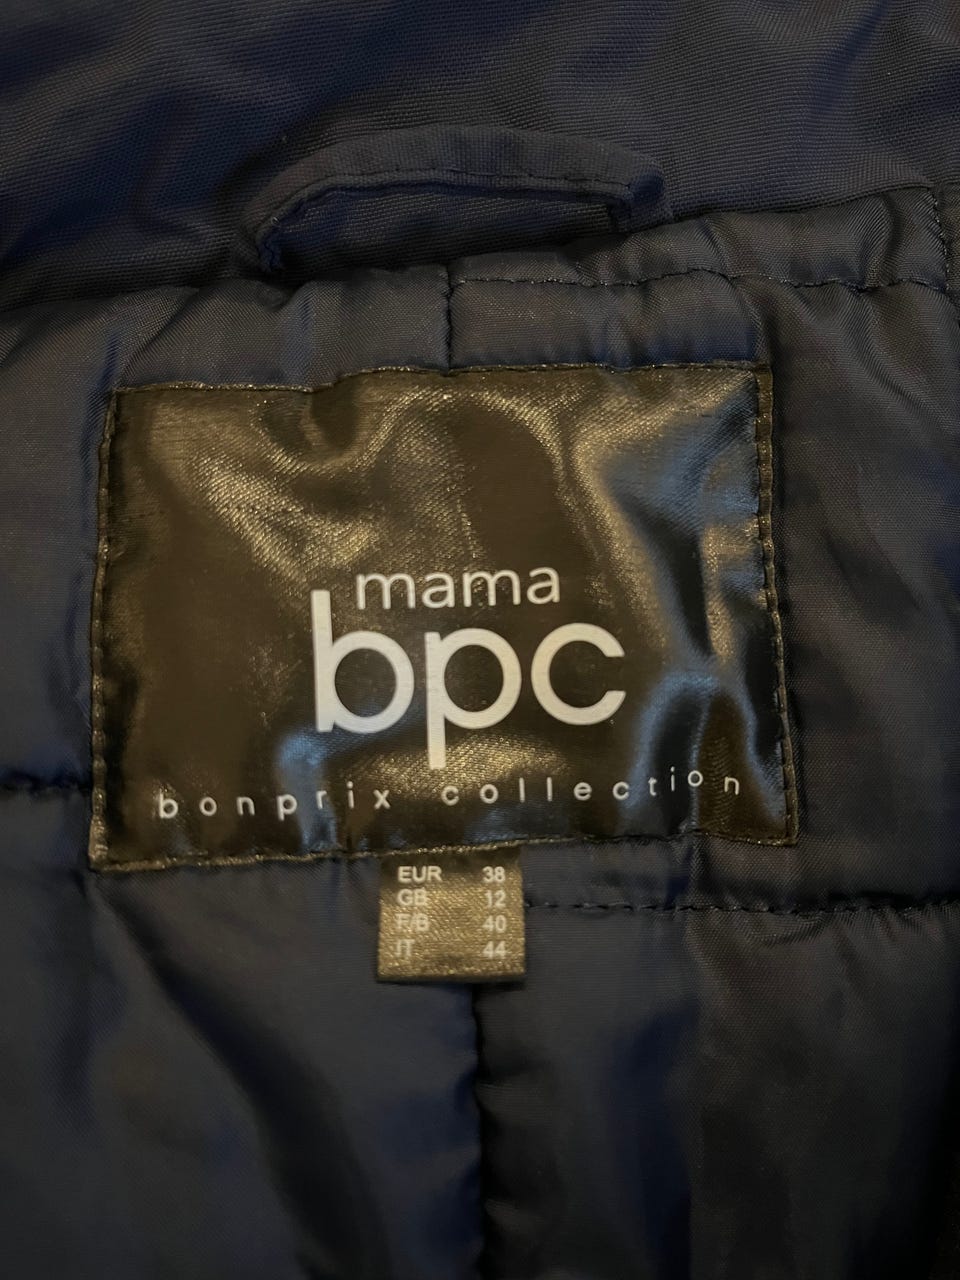 mama
bpc
bonprix collection
EUR 38
GB 12
F/B 40
IT 44